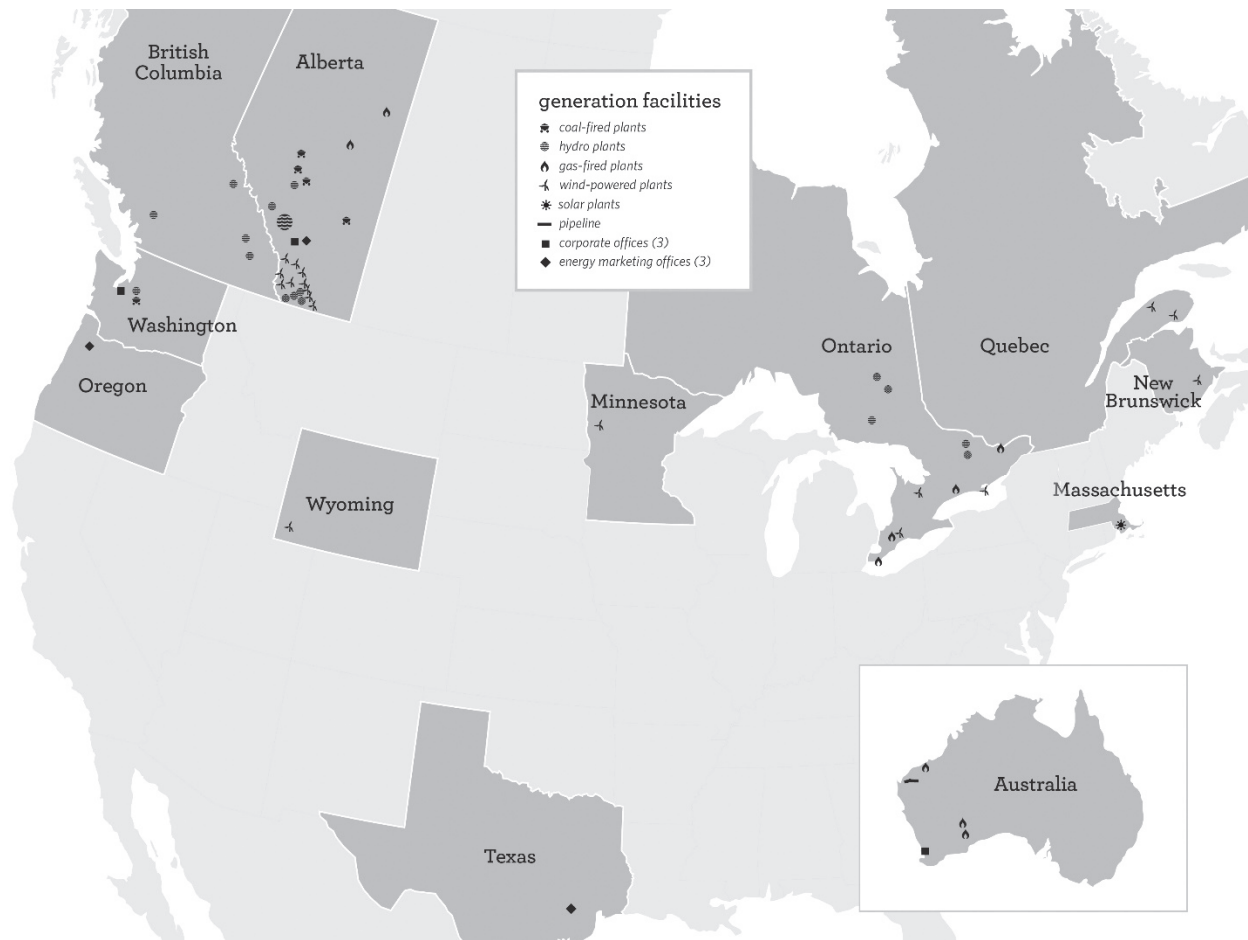 British
Columbia
Alberta
generation facilities
coal-fired plants
hydro plants
gas-fired plants
wind-powered plants
solar plants
pipeline
corporate offices (3)
energy marketing offices (3)
Washington
Oregon
Ontario
Quebec
Minnesota
New
Brunswick
Wyoming
Massachusetts
Australia
Texas